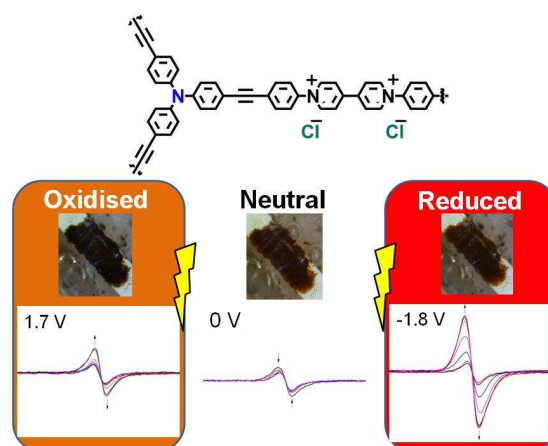 N
N
+
N
+
Cl
−
Cl
−
Oxidised
Neutral
Reduced
1.7 V
0 V
-1.8 V